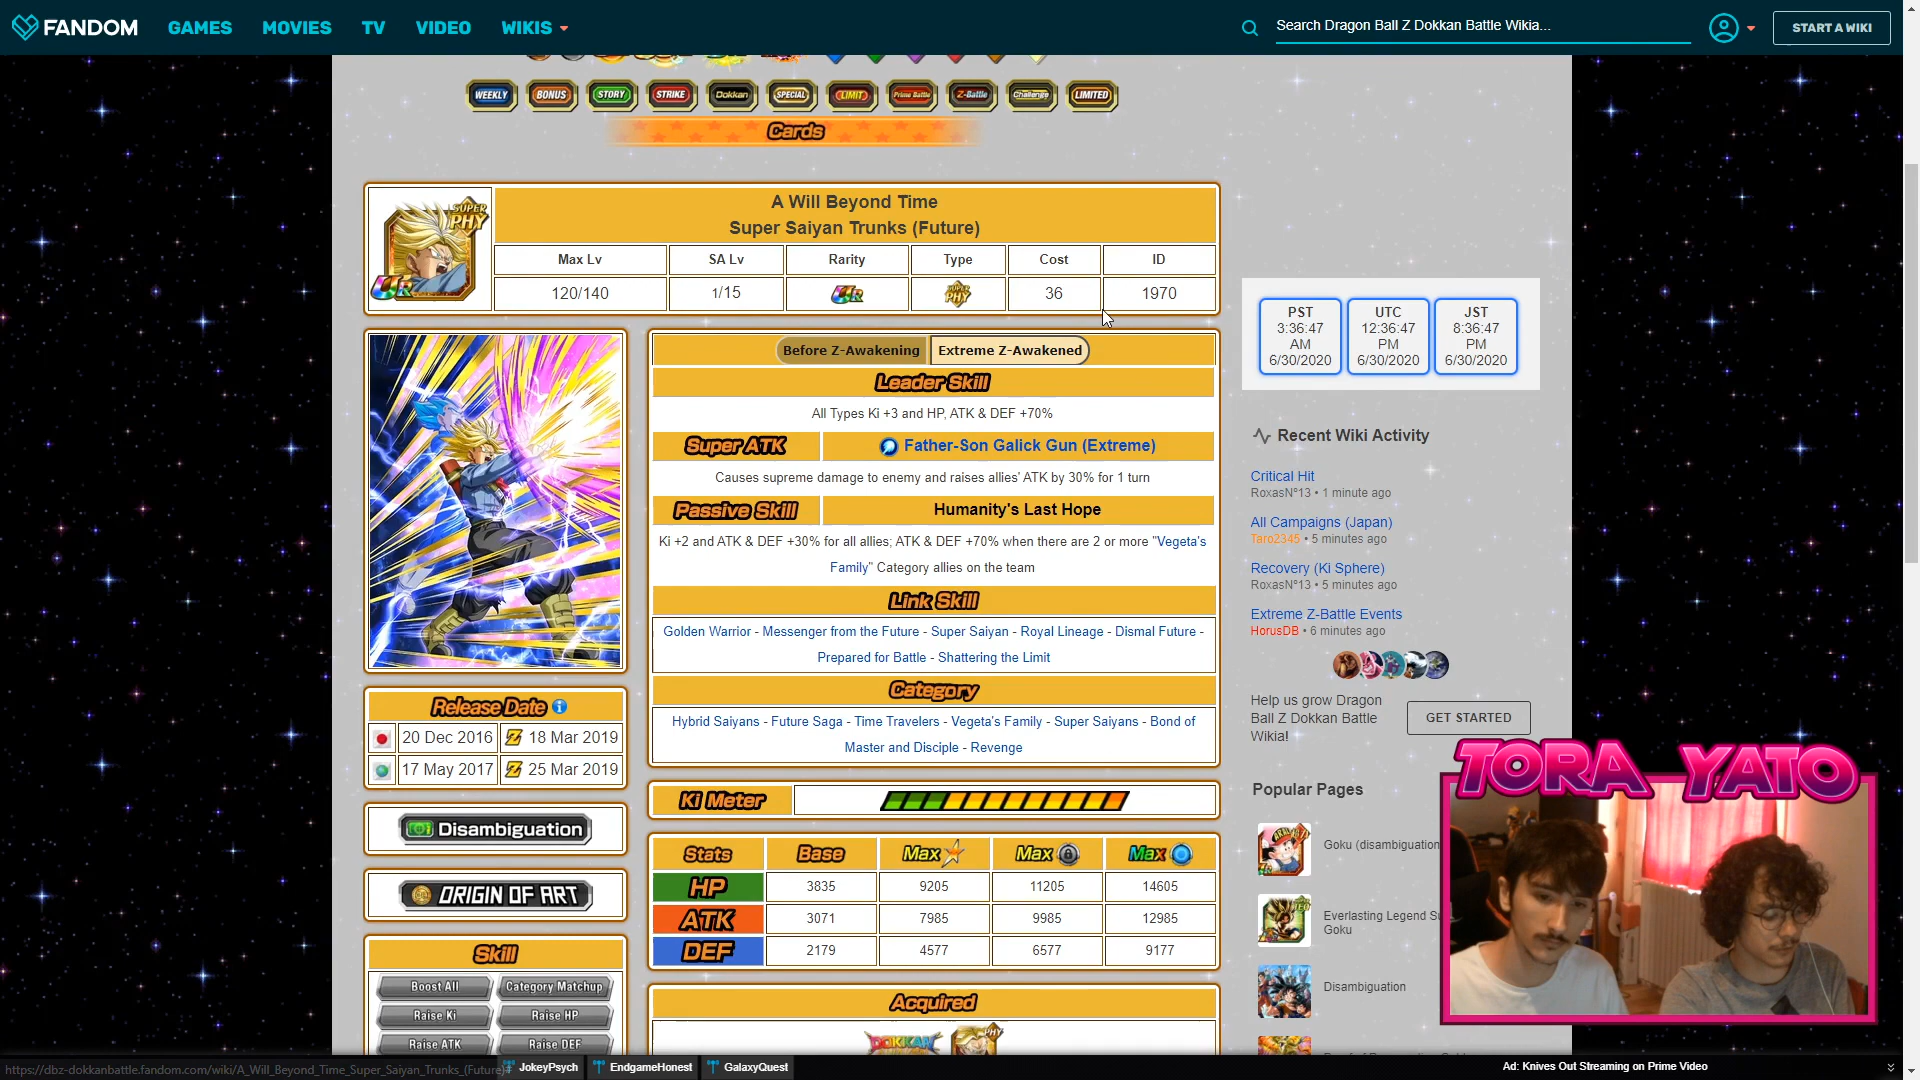 FANDOM GAMES MOVIES TV VIDEO WIKIS Search Dragon Ball Z Dokkan Battle Wikia... START A WIKI
WEEKLY BONUS STORY STRIKE Dokkan SPECIAL LIMIT Prime Battle Z-Battle Challenge LIMITED
Cards
A Will Beyond Time
Super Saiyan Trunks (Future)
Max Lv SA Lv Rarity Type Cost ID
120/140 1/15 UR SUPER PHY 36 1970
SUPER PHY
UR
Before Z-Awakening Extreme Z-Awakened
Leader Skill
All Types Ki +3 and HP, ATK & DEF +70%
Super ATK Father-Son Galick Gun (Extreme)
Causes supreme damage to enemy and raises allies' ATK by 30% for 1 turn
Passive Skill Humanity's Last Hope
Ki +2 and ATK & DEF +30% for all allies; ATK & DEF +70% when there are 2 or more "Vegeta's
Family" Category allies on the team
Link Skill
Golden Warrior - Messenger from the Future - Super Saiyan - Royal Lineage - Dismal Future -
Prepared for Battle - Shattering the Limit
Category
Hybrid Saiyans - Future Saga - Time Travelers - Vegeta's Family - Super Saiyans - Bond of
Master and Disciple - Revenge
Ki Meter
Stats Base Max Max Max
HP 3835 9205 11205 14605
ATK 3071 7985 9985 12985
DEF 2179 4577 6577 9177
Acquired
DOKKAN
PHY
Release Date
20 Dec 2016 Z 18 Mar 2019
17 May 2017 Z 25 Mar 2019
Disambiguation
ORIGIN OF ART
Skill
Boost All Category Matchup
Raise Ki Raise HP
Raise ATK Raise DEF
PST
3:36:47
AM
6/30/2020
UTC
12:36:47
PM
6/30/2020
JST
8:36:47
PM
6/30/2020
Recent Wiki Activity
Critical Hit
RoxasN°13 • 1 minute ago
All Campaigns (Japan)
Taro2345 • 5 minutes ago
Recovery (Ki Sphere)
RoxasN°13 • 5 minutes ago
Extreme Z-Battle Events
HorusDB • 6 minutes ago
Help us grow Dragon
Ball Z Dokkan Battle
Wikia!
GET STARTED
Popular Pages
Goku (disambiguation
Everlasting Legend Su
Goku
Disambiguation
TORA YATO
https://dbz-dokkanbattle.fandom.com/wiki/A_Will_Beyond_Time_Super_Saiyan_Trunks_(Future)#
JokeyPsych EndgameHonest GalaxyQuest
Ad: Knives Out Streaming on Prime Video